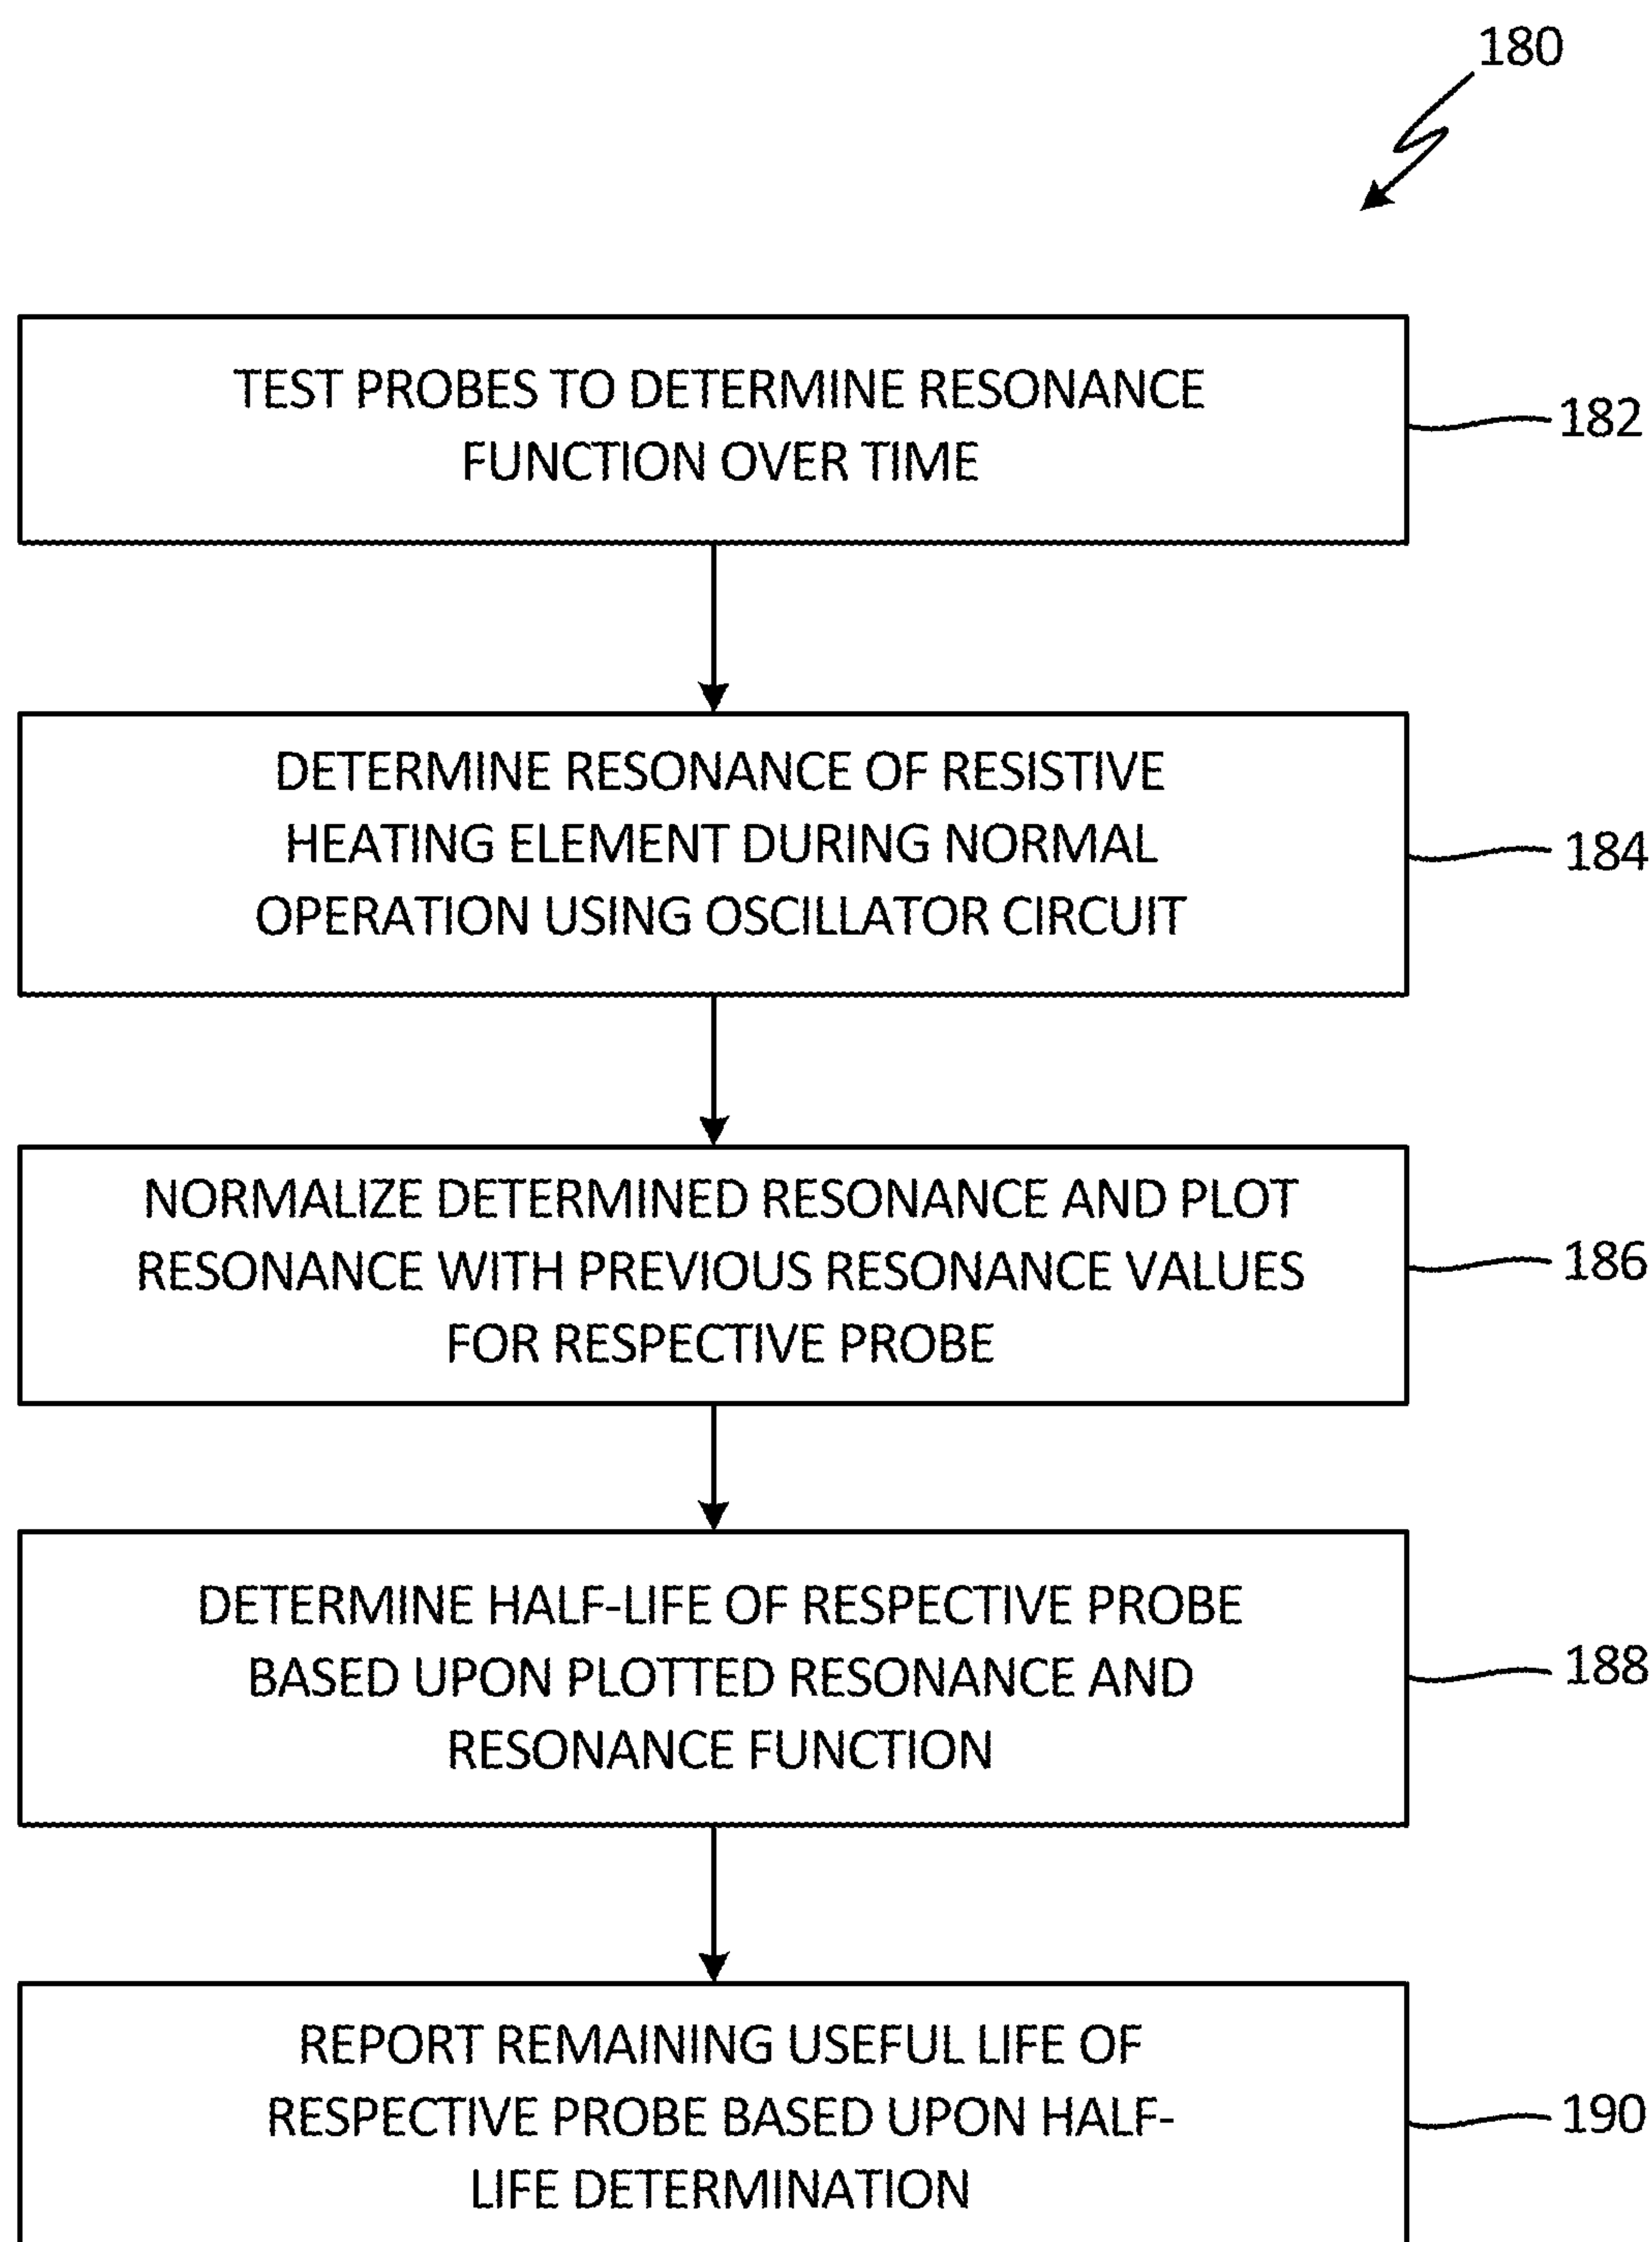 180
TEST PROBES TO DETERMINE RESONANCE
FUNCTION OVER TIME
182
DETERMINE RESONANCE OF RESISTIVE
HEATING ELEMENT DURING NORMAL
OPERATION USING OSCILLATOR CIRCUIT
184
NORMALIZE DETERMINED RESONANCE AND PLOT
RESONANCE WITH PREVIOUS RESONANCE VALUES
FOR RESPECTIVE PROBE
186
DETERMINE HALF-LIFE OF RESPECTIVE PROBE
BASED UPON PLOTTED RESONANCE AND
RESONANCE FUNCTION
188
REPORT REMAINING USEFUL LIFE OF
RESPECTIVE PROBE BASED UPON HALF-
LIFE DETERMINATION
190